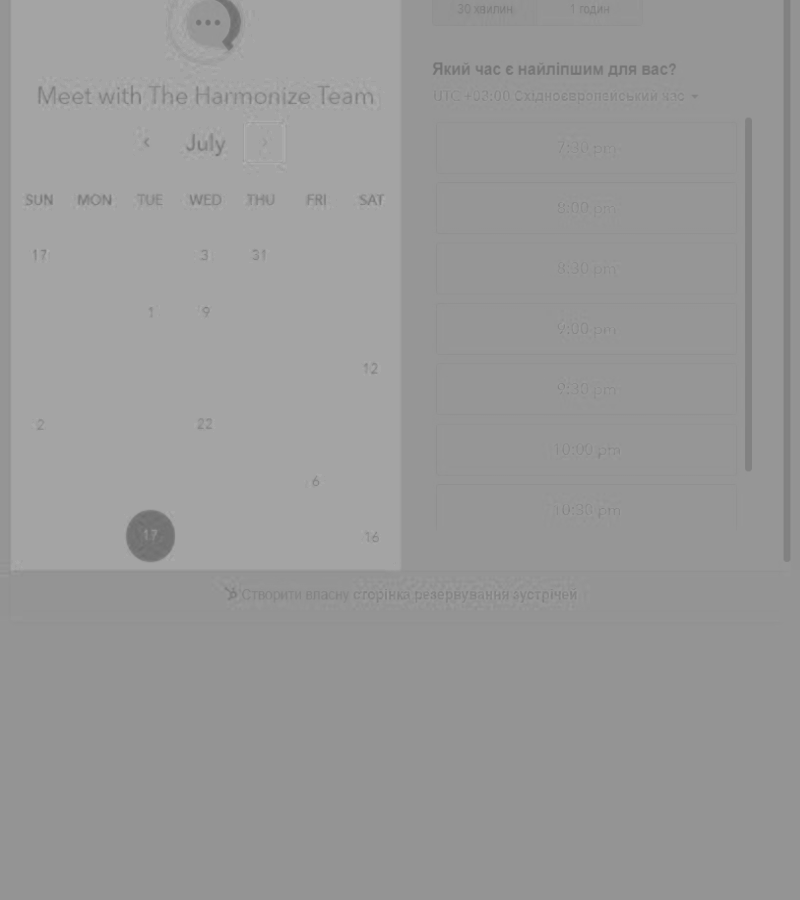 Meet with The Harmonize Team
July
SUN MON TUE WED THU FRI SAT
17 3 31
1 9
12
2 22
6
17 16
30 хвилин 1 годин
Який час є найліпшим для вас?
UTC +03:00 Східноєвропейський час
7:30 pm
8:00 pm
8:30 pm
9:00 pm
9:30 pm
10:00 pm
10:30 pm
Створити власну сторінка резервування зустрічей